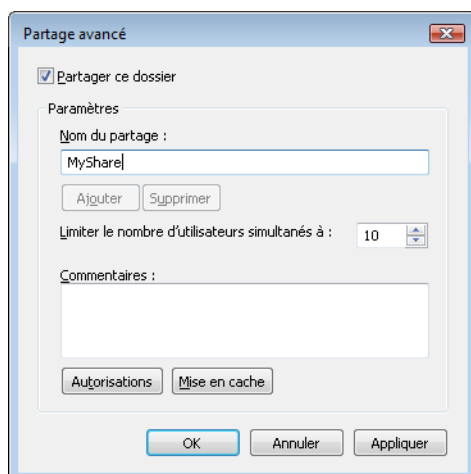 Partage avancé
Partager ce dossier
Paramètres
Nom du partage :
MyShare
Ajouter Supprimer
Limiter le nombre d'utilisateurs simultanés à : 10
Commentaires :
Autorisations Mise en cache
OK Annuler Appliquer